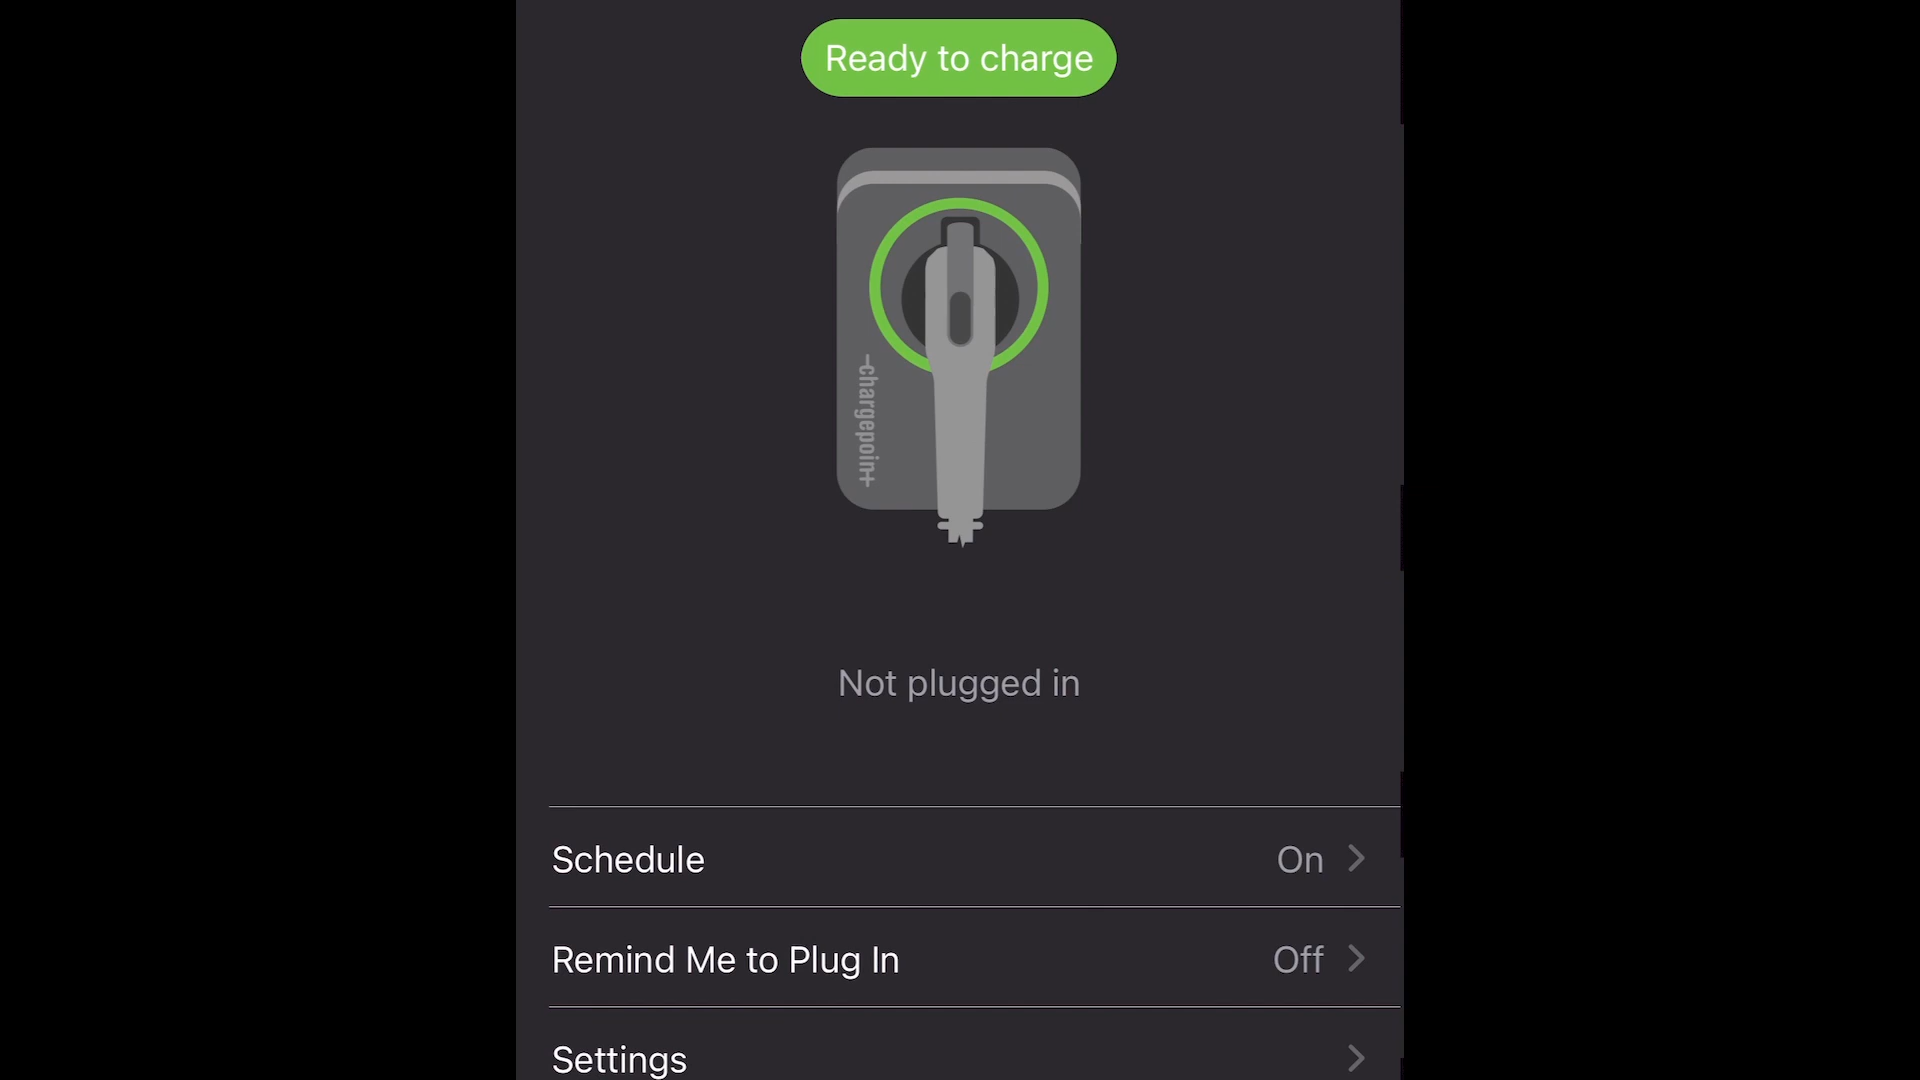 Ready to charge
chargepoin+
Not plugged in
Schedule
On
Remind Me to Plug In
Off
Settings